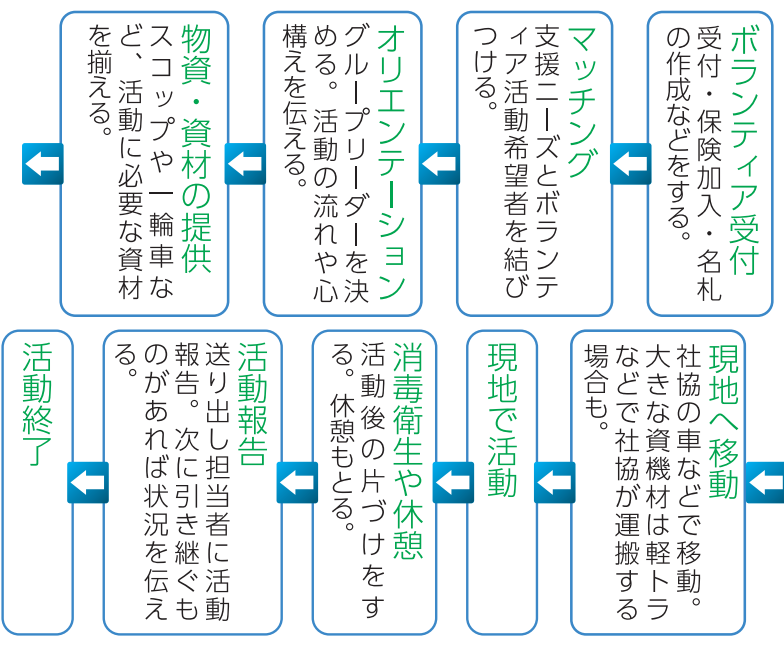 ボランティア受付
受付・保険加入・名札
の作成などをする。
マッチング
支援ニーズとボランテ
ィア活動希望者を結び
つける。
オリエンテーション
グループリーダーを決
める。活動の流れや心
構えを伝える。
物資・資材の提供
スコップや一輪車な
ど、活動に必要な資材
を揃える。
現地へ移動
社協の車などで移動。
大きな資機材は軽トラ
などで社協が運搬する
場合も。
現地で活動
消毒衛生や休憩
活動後の片づけをす
る。休憩もとる。
活動報告
送り出し担当者に活動
報告。次に引き継ぐも
のがあれば状況を伝え
る。
活動終了